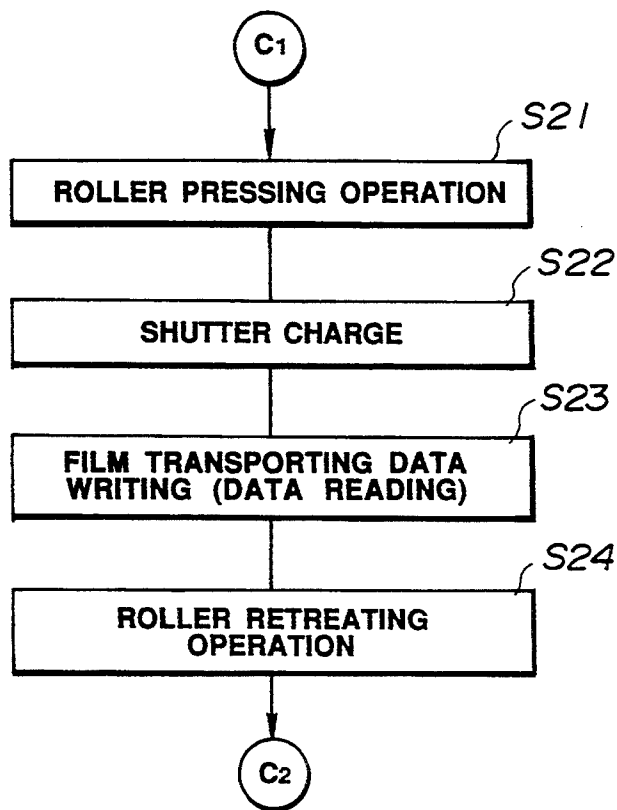 C1
S21
ROLLER PRESSING OPERATION
S22
SHUTTER CHARGE
S23
FILM TRANSPORTING DATA
WRITING (DATA READING)
S24
ROLLER RETREATING
OPERATION
C2